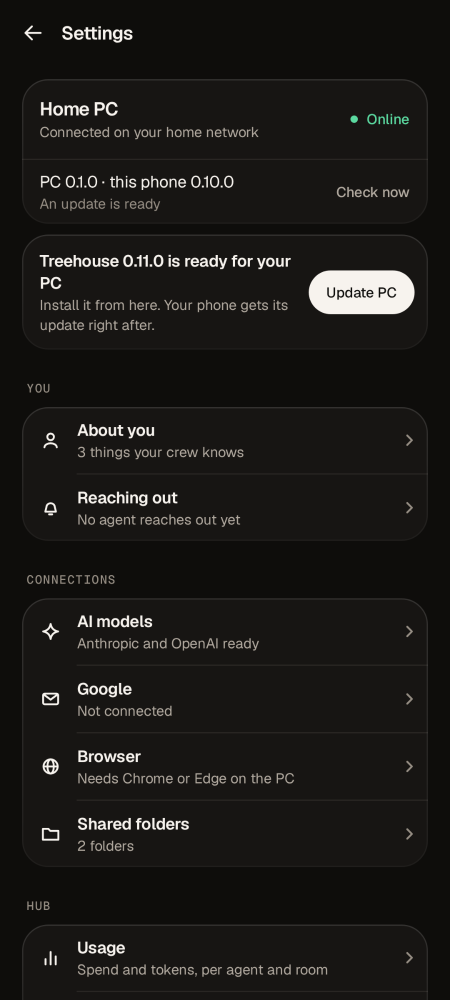 Settings
Home PC
Connected on your home network
Online
PC 0.1.0 · this phone 0.10.0
An update is ready
Check now
Treehouse 0.11.0 is ready for your
PC
Install it from here. Your phone gets its
update right after.
Update PC
YOU
About you
3 things your crew knows
Reaching out
No agent reaches out yet
CONNECTIONS
AI models
Anthropic and OpenAI ready
Google
Not connected
Browser
Needs Chrome or Edge on the PC
Shared folders
2 folders
HUB
Usage
Spend and tokens, per agent and room